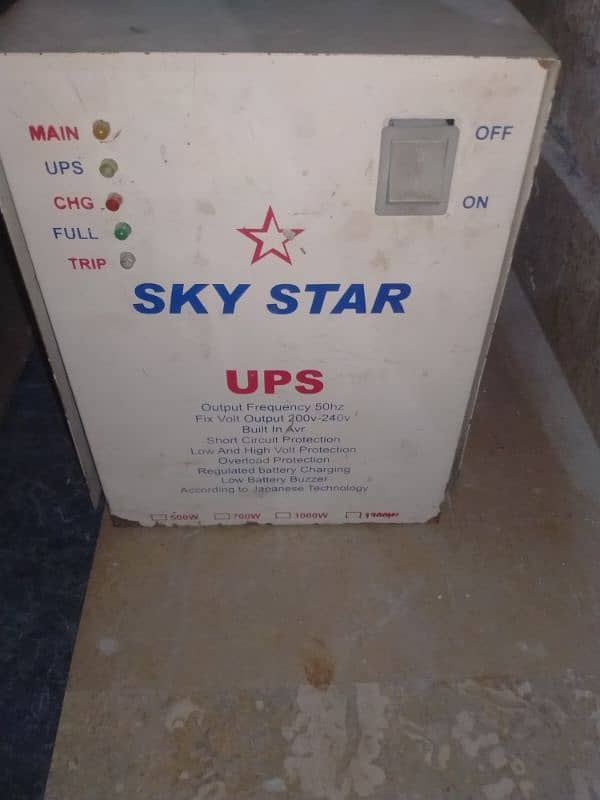 MAIN
OFF
UPS
CHG
ON
FULL
TRIP
SKY STAR
UPS
Output Frequency 50hz
Fix Volt Output 200v-240v
Built In Avr
Short Circuit Protection
Low And High Volt Protection
Overload Protection
Regulated battery Charging
Low Battery Buzzer
According to Japanese Technology
500W 700W 1000W